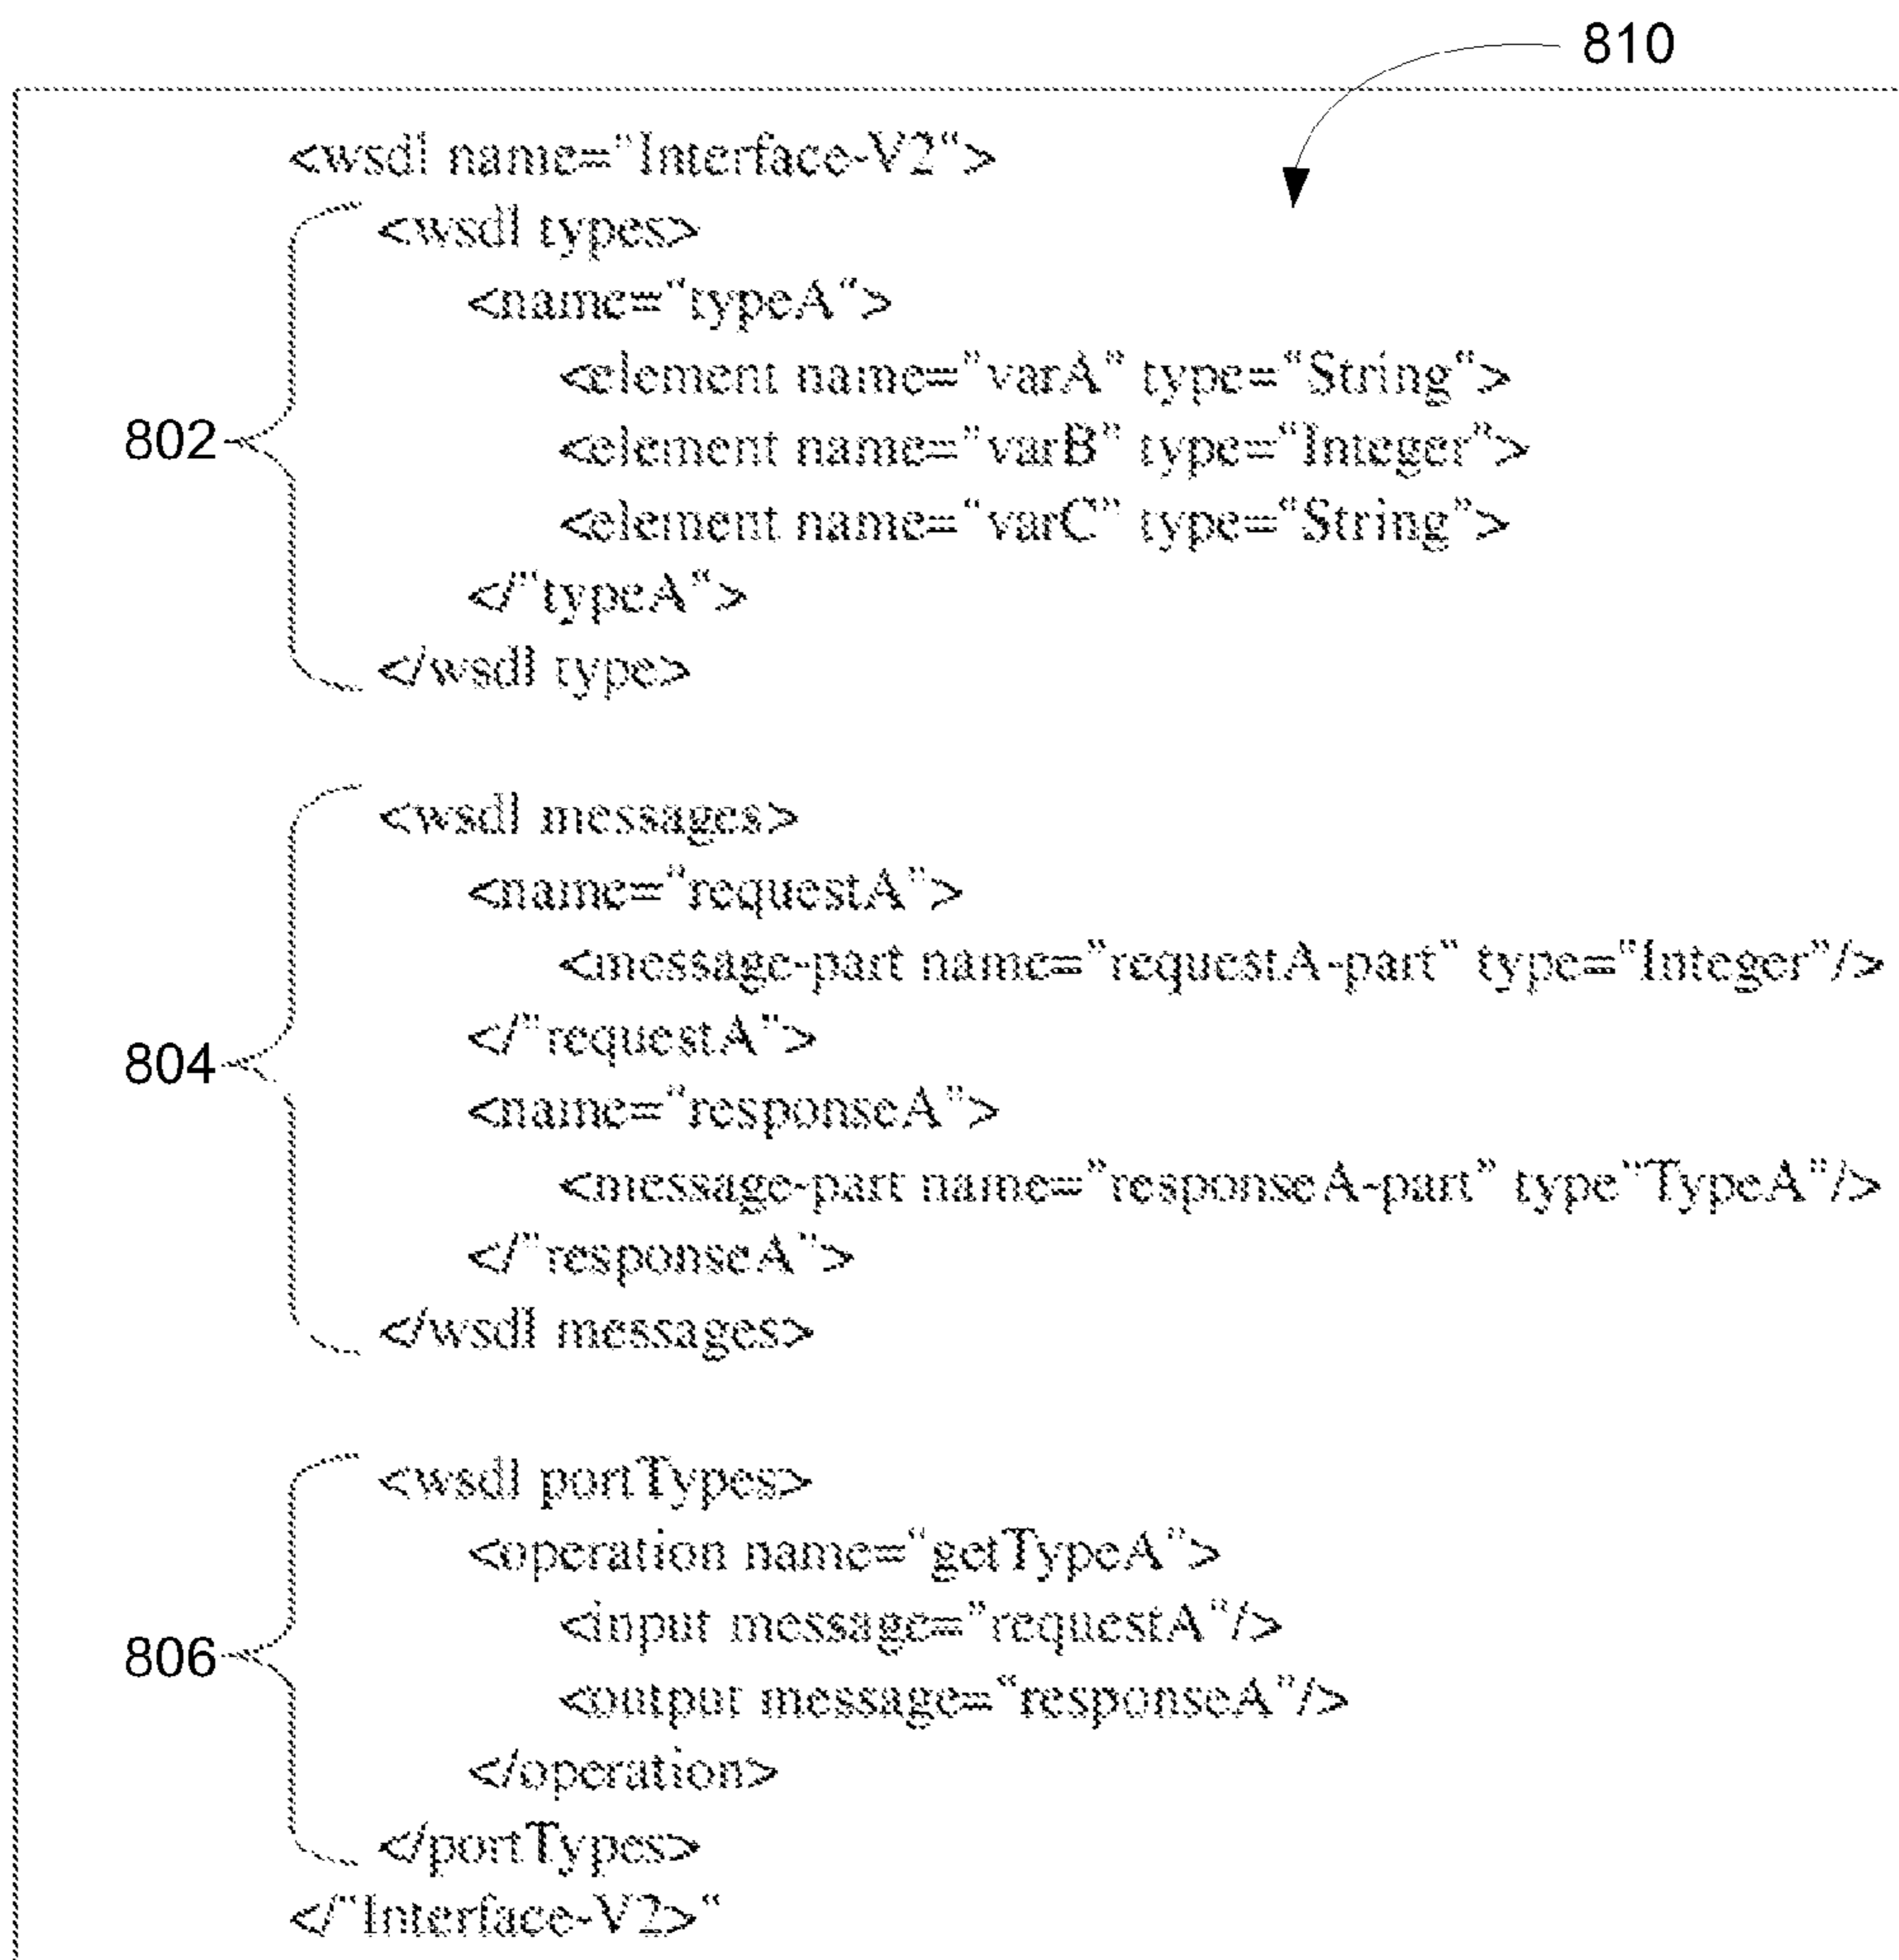 810
<wsdl name="Interface-V2">
<wsdl types>
<name="typeA">
<element name="varA" type="String">
802
<element name="varB" type="Integer">
<element name="varC" type="String">
</"typeA">
</wsdl type>
<wsdl messages>
<name="requestA">
<message-part name="requestA-part" type="Integer"/>
</"requestA">
804
<name="responseA">
<message-part name="responseA-part" type"TypeA"/>
</"responseA">
</wsdl messages>
<wsdl portTypes>
<operation name="getTypeA">
<input message="requestA"/>
806
<output message="responseA"/>
</operation>
</portTypes>
</"Interface-V2>"